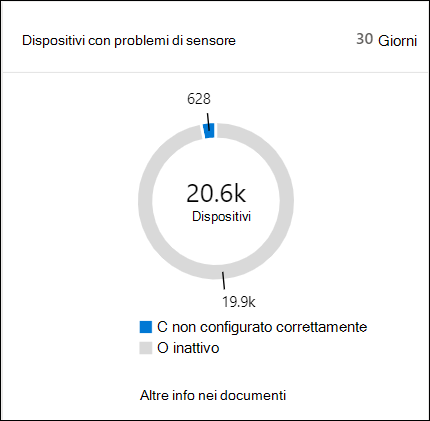 Dispositivi con problemi di sensore 30 Giorni
628
20.6k
Dispositivi
19.9k
C non configurato correttamente
O inattivo
Altre info nei documenti